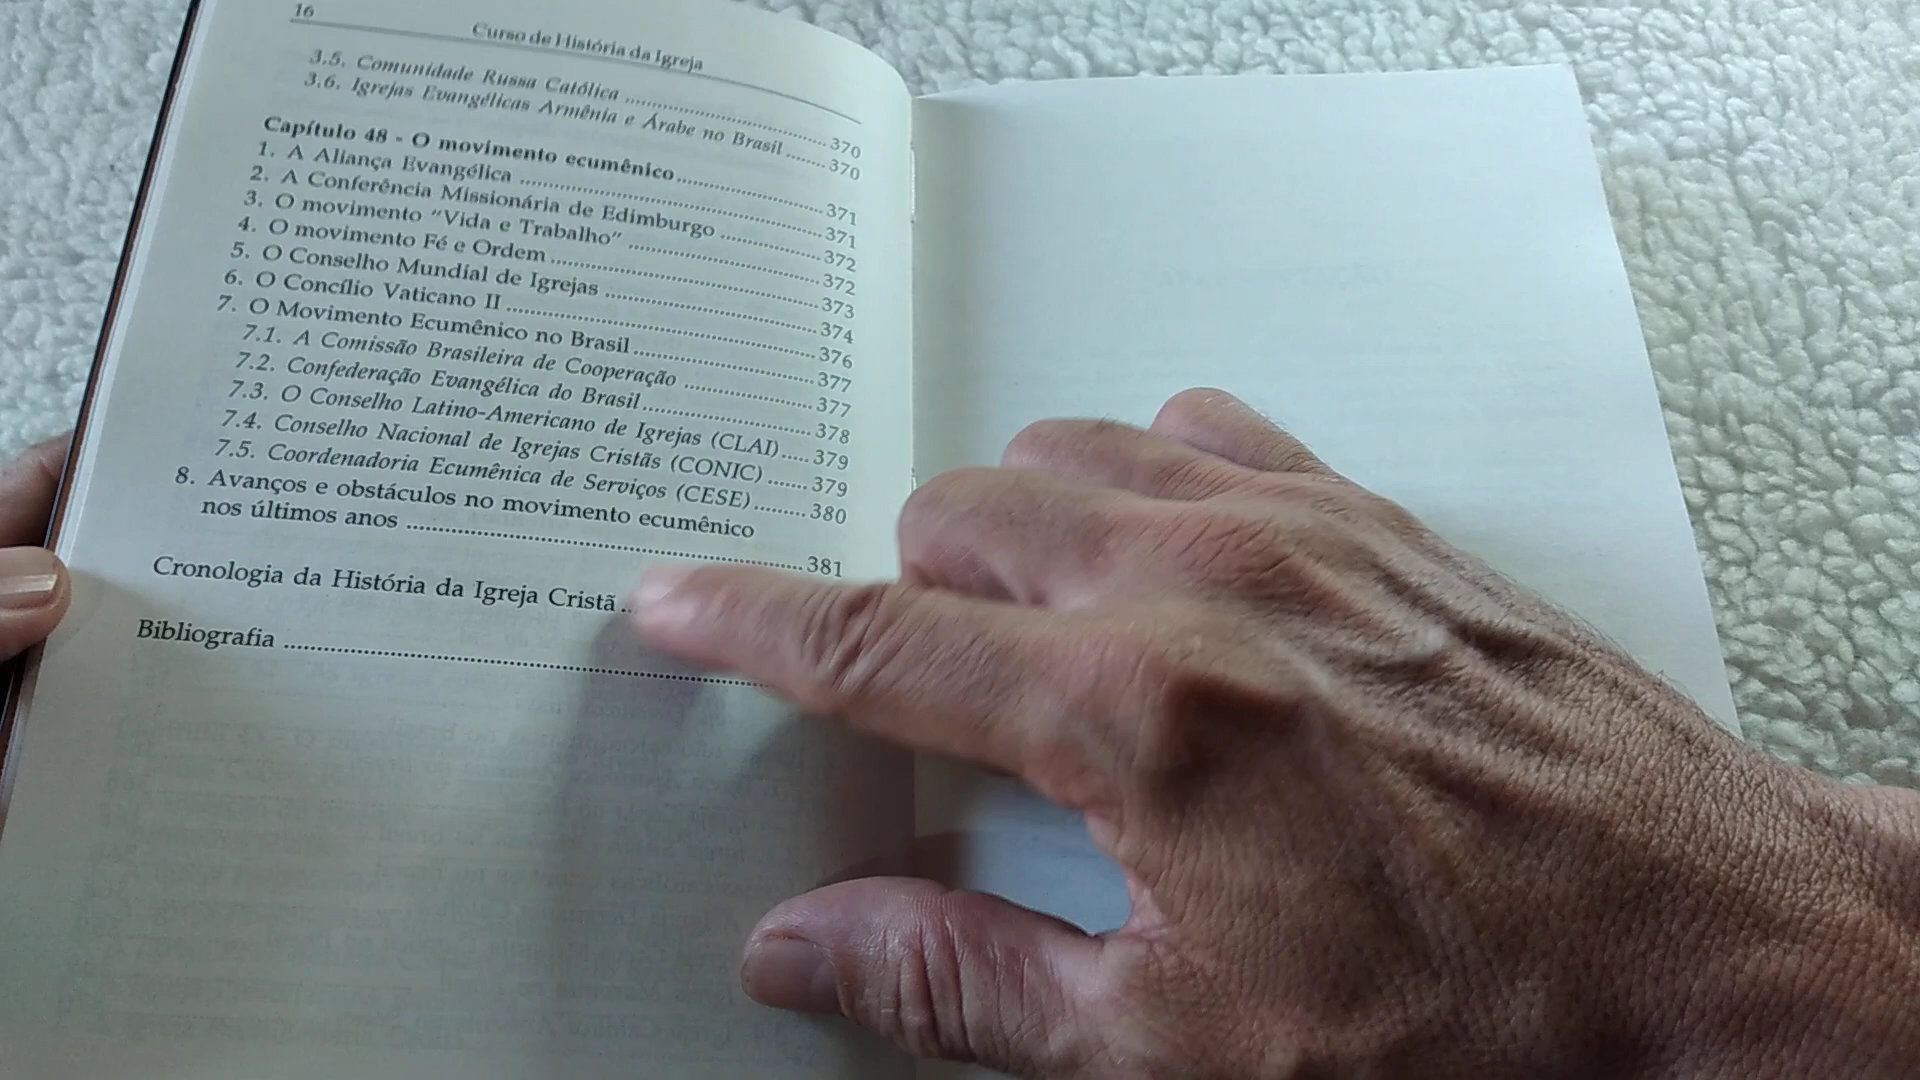 16
Curso de História da Igreja
3.5. Comunidade Russa Católica ........ 370
3.6. Igrejas Evangélicas Armênia e Árabe no Brasil ....... 370
Capítulo 48 - O movimento ecumênico ........ 371
1. A Aliança Evangélica ........ 371
2. A Conferência Missionária de Edimburgo ........ 372
3. O movimento "Vida e Trabalho" ........ 372
4. O movimento Fé e Ordem ........ 373
5. O Conselho Mundial de Igrejas ........ 374
6. O Concílio Vaticano II ........ 376
7. O Movimento Ecumênico no Brasil ........ 377
7.1. A Comissão Brasileira de Cooperação ........ 377
7.2. Confederação Evangélica do Brasil ........ 378
7.3. O Conselho Latino-Americano de Igrejas (CLAI) ..... 379
7.4. Conselho Nacional de Igrejas Cristãs (CONIC) ....... 379
7.5. Coordenadoria Ecumênica de Serviços (CESE) ......... 380
8. Avanços e obstáculos no movimento ecumênico
nos últimos anos ........ 381
Cronologia da História da Igreja Cristã ..
Bibliografia ........